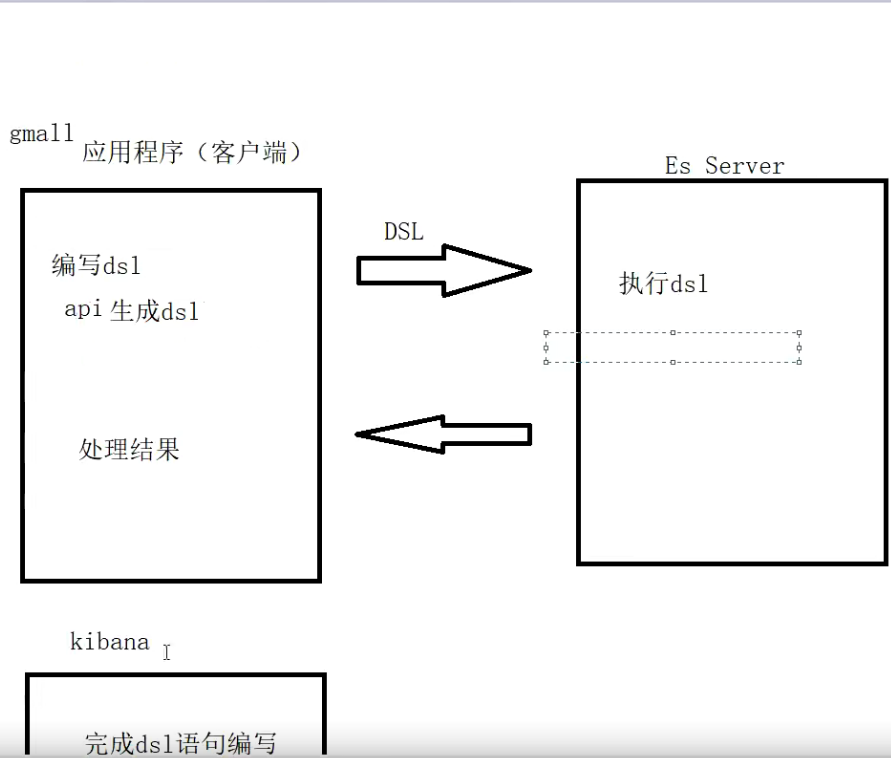 gmall
应用程序（客户端）
Es Server
DSL
编写dsl
api 生成dsl
执行dsl
处理结果
kibana
完成dsl语句编写